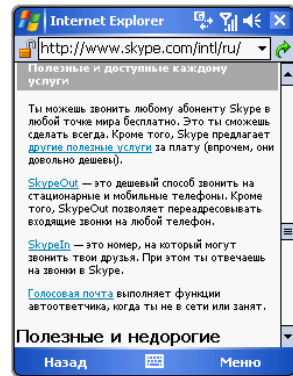 Internet Explorer
http://www.skype.com/intl/ru/
Полезные и доступные каждому
услуги
Ты можешь звонить любому абоненту Skype в
любой точке мира бесплатно. Это ты сможешь
сделать всегда. Кроме того, Skype предлагает
другие полезные услуги за плату (впрочем, они
довольно дешевы).
SkypeOut — это дешевый способ звонить на
стационарные и мобильные телефоны. Кроме
того, SkypeOut позволяет переадресовывать
входящие звонки на любой телефон.
SkypeIn — это номер, на который могут
звонить твои друзья. При этом ты отвечаешь
на звонки в Skype.
Голосовая почта выполняет функции
автоответчика, когда ты не в сети или занят.
Полезные и недорогие
Назад
Меню